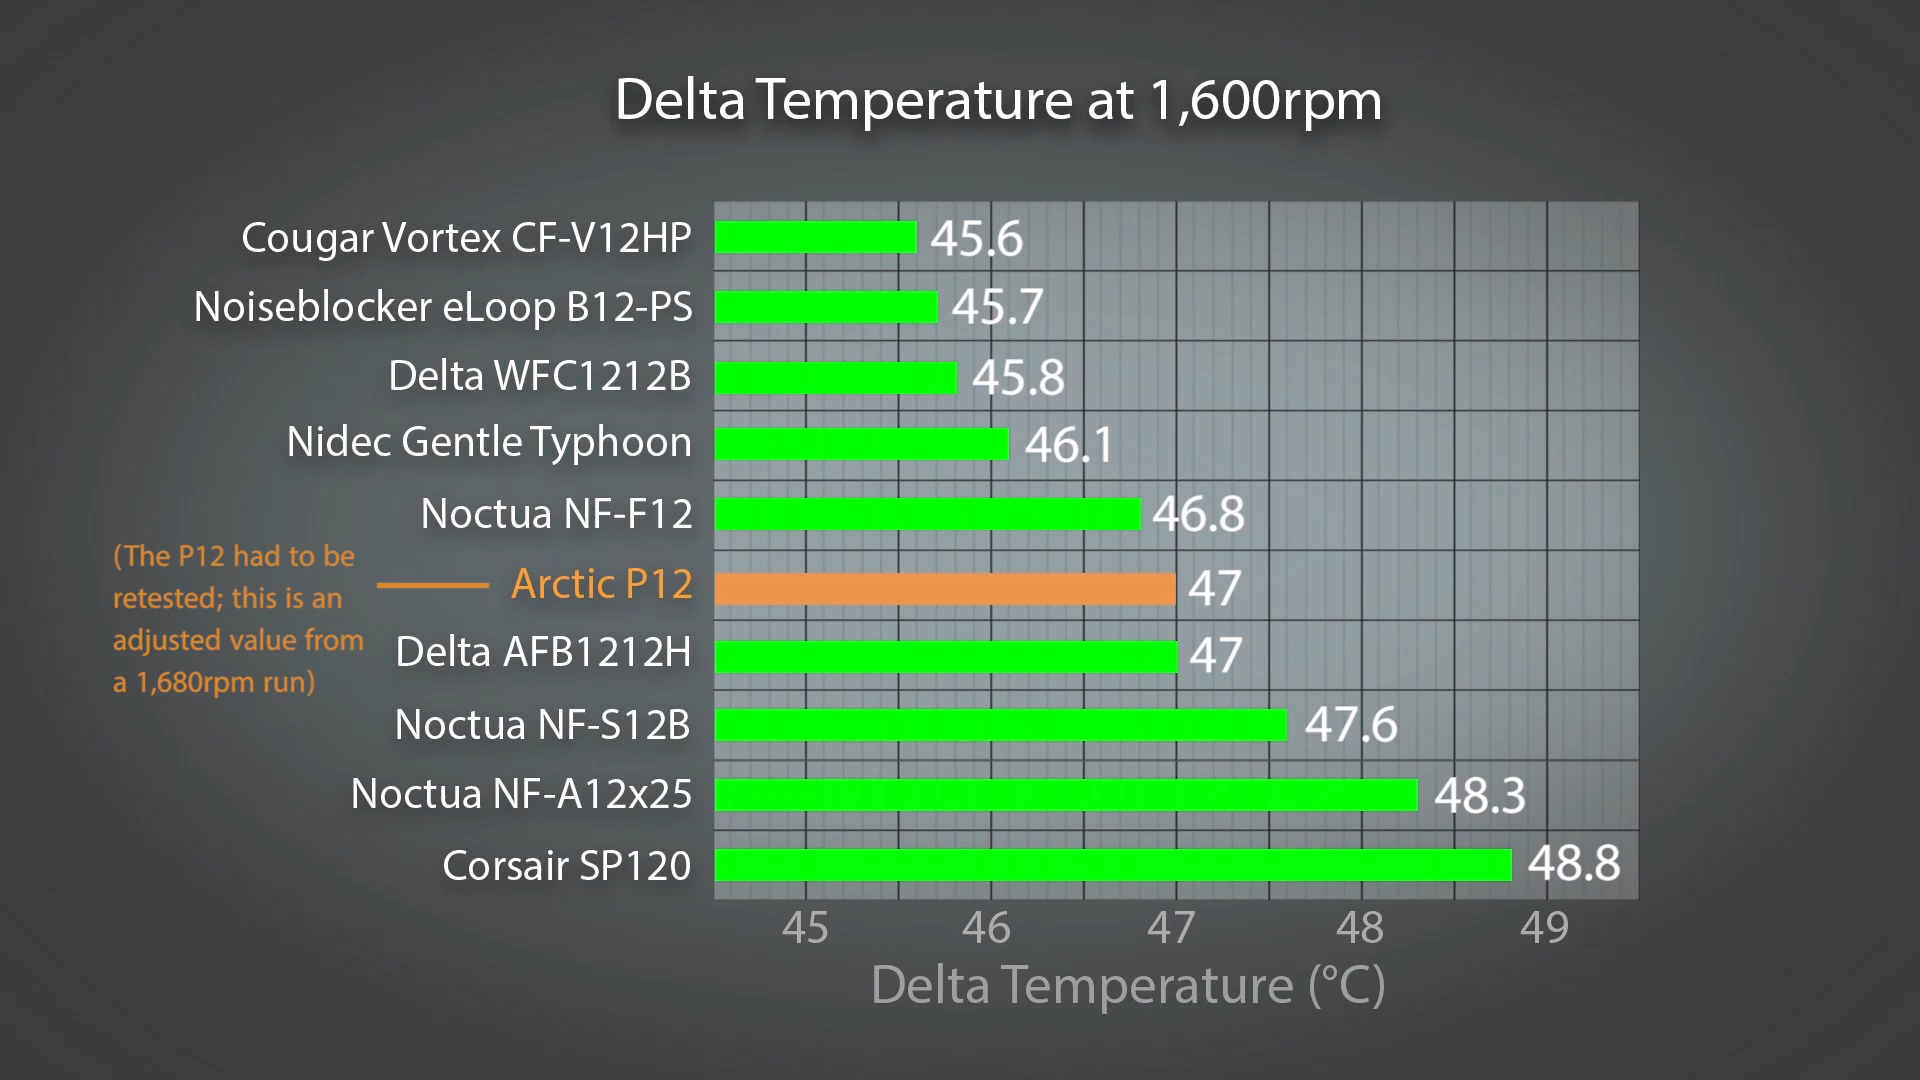 Delta Temperature at 1,600rpm
Cougar Vortex CF-V12HP 45.6
Noiseblocker eLoop B12-PS 45.7
Delta WFC1212B 45.8
Nidec Gentle Typhoon 46.1
Noctua NF-F12 46.8
(The P12 had to be
retested; this is an
adjusted value from
a 1,680rpm run)
Arctic P12 47
Delta AFB1212H 47
Noctua NF-S12B 47.6
Noctua NF-A12x25 48.3
Corsair SP120 48.8
45 46 47 48 49
Delta Temperature (°C)